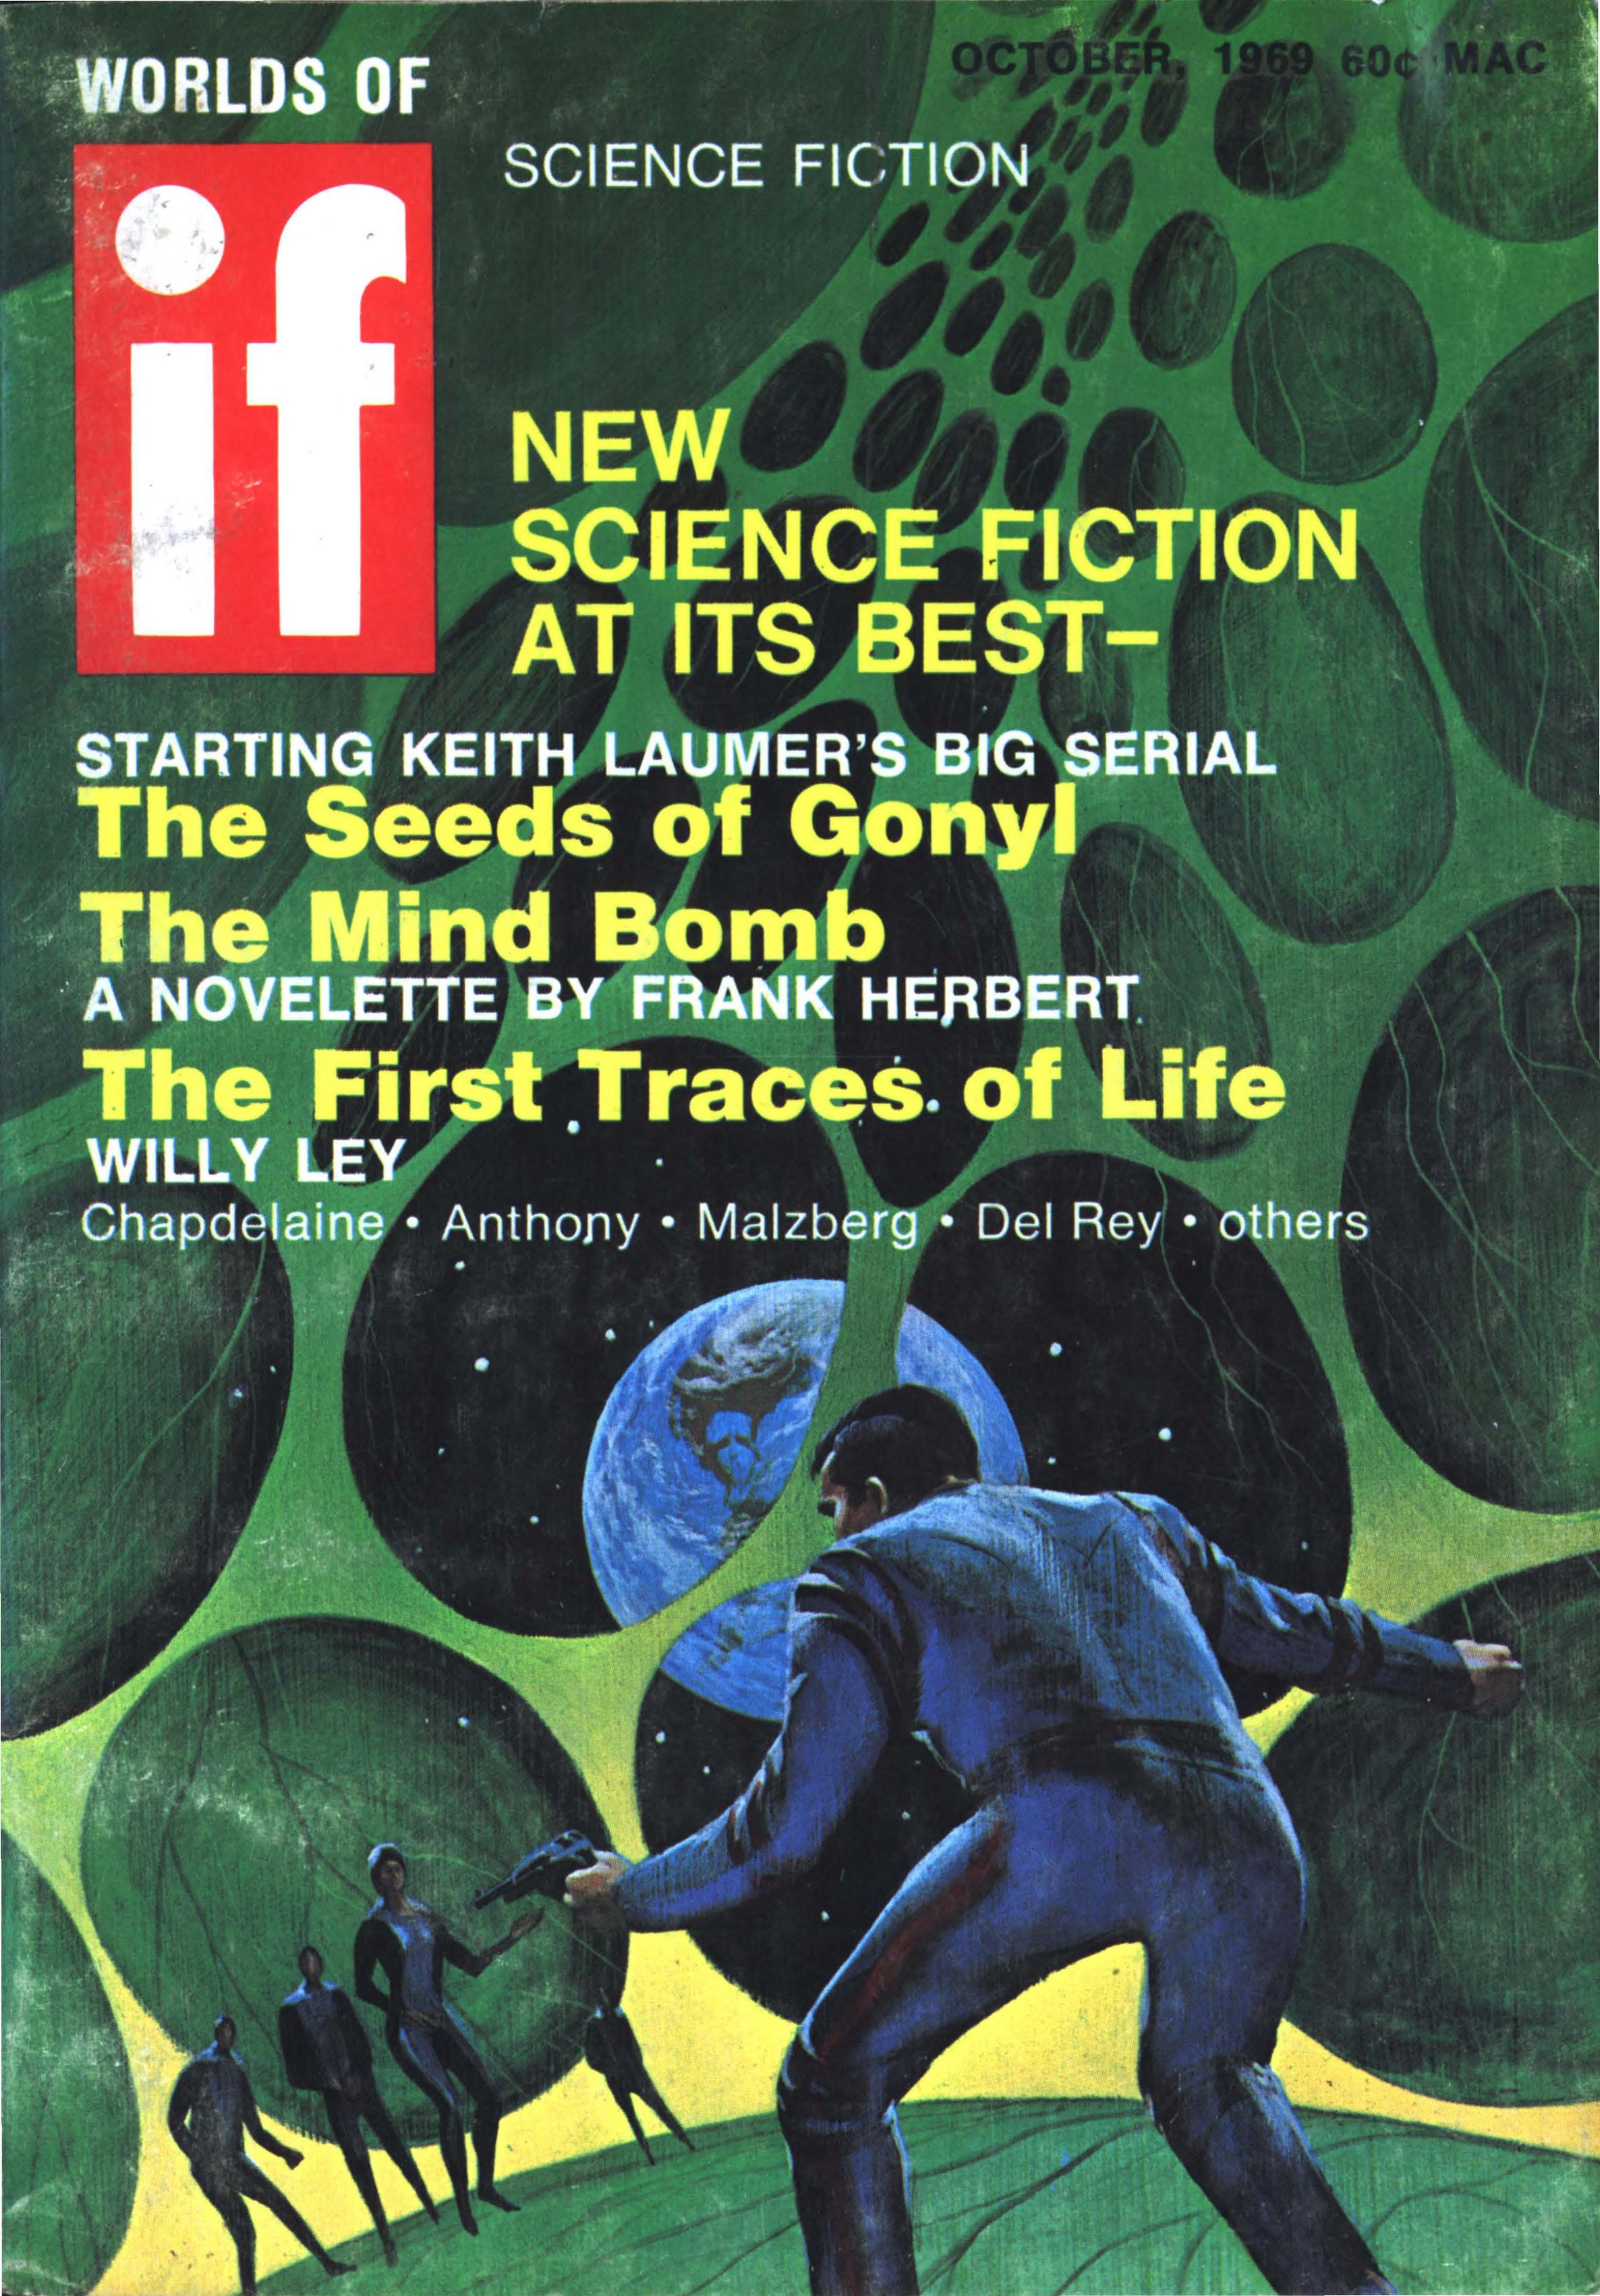 WORLDS OF
OCTOBER, 1969 60¢ MAC
if
SCIENCE FICTION
NEW
SCIENCE FICTION
AT ITS BEST–
STARTING KEITH LAUMER'S BIG SERIAL
The Seeds of Gonyl
The Mind Bomb
A NOVELETTE BY FRANK HERBERT
The First Traces of Life
WILLY LEY
Chapdelaine • Anthony • Malzberg • Del Rey • others